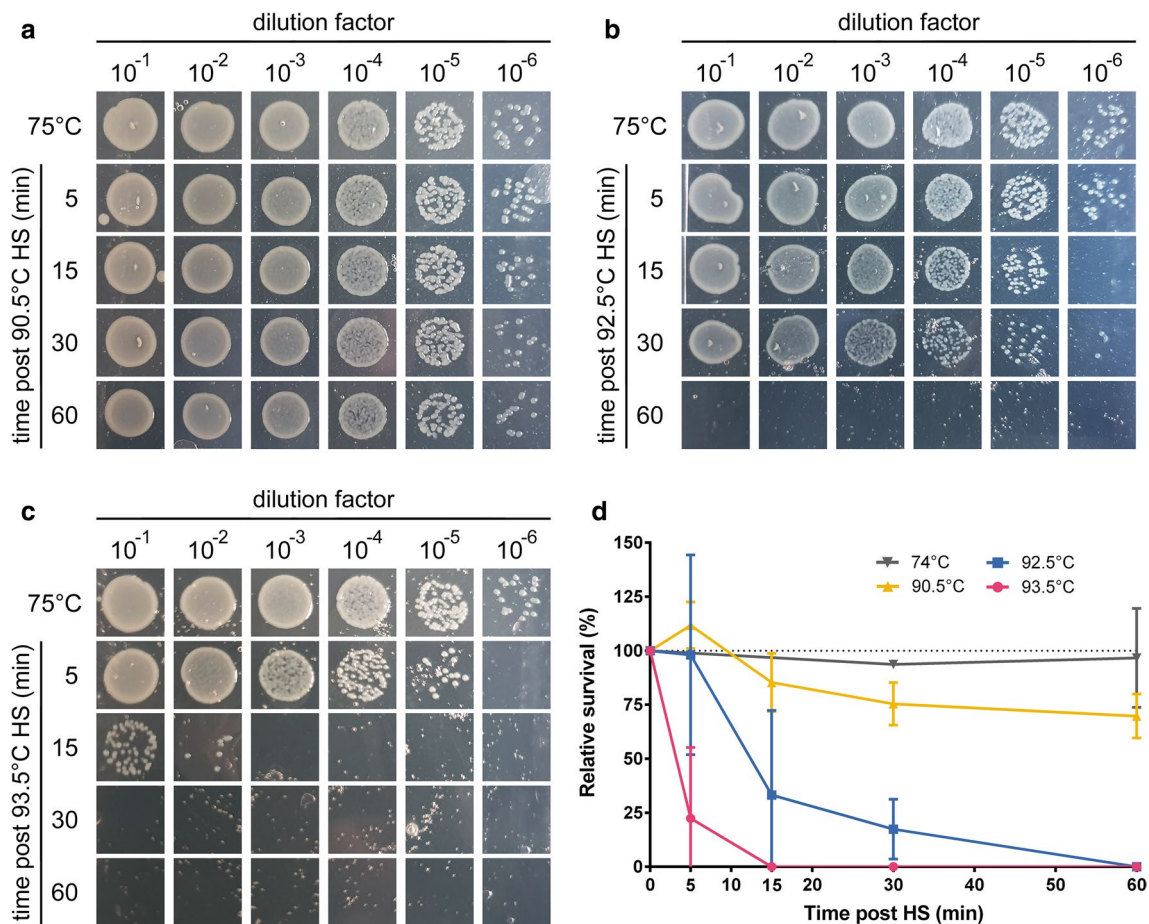 a
dilution factor
10-1 10-2 10-3 10-4 10-5 10-6
75°C
time post 90.5°C HS (min)
5
15
30
60
b
dilution factor
10-1 10-2 10-3 10-4 10-5 10-6
75°C
time post 92.5°C HS (min)
5
15
30
60
c
dilution factor
10-1 10-2 10-3 10-4 10-5 10-6
75°C
time post 93.5°C HS (min)
5
15
30
60
d
Relative survival (%)
150
125
100
75
50
25
0
74°C 92.5°C
90.5°C 93.5°C
0 5 10 15 20 30 40 50 60
Time post HS (min)